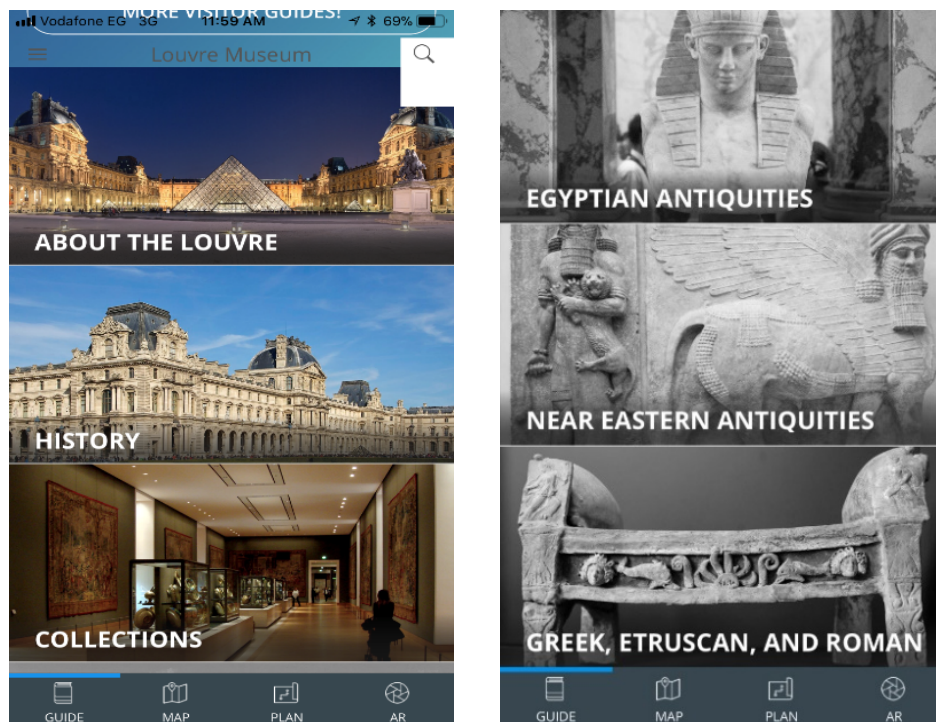 MORE VISITOR GUIDES!
Vodafone EG 3G 11:59 AM 69%
Louvre Museum
ABOUT THE LOUVRE
HISTORY
COLLECTIONS
GUIDE MAP PLAN AR
EGYPTIAN ANTIQUITIES
NEAR EASTERN ANTIQUITIES
GREEK, ETRUSCAN, AND ROMAN
GUIDE MAP PLAN AR